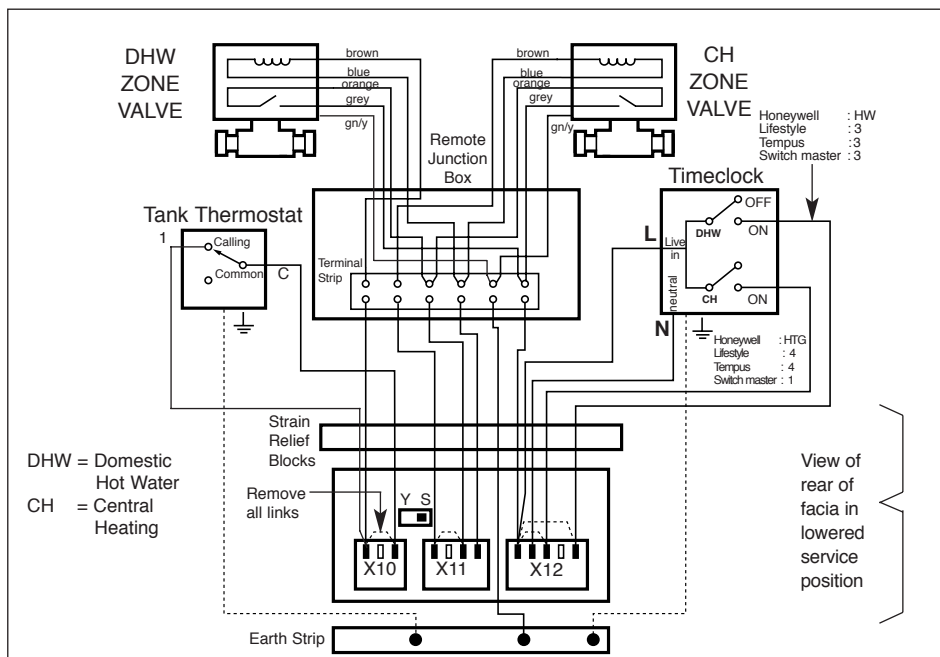 DHW
ZONE
VALVE
brown
blue
orange
grey
gn/y
brown
blue
orange
grey
gn/y
CH
ZONE
VALVE
Honeywell : HW
Lifestyle : 3
Tempus : 3
Switch master : 3
Remote
Junction
Box
Timeclock
Tank Thermostat
1
Calling
Common
C
Terminal
Strip
L
Live
in
neutral
N
OFF
DHW
ON
CH
ON
Honeywell : HTG
Lifestyle : 4
Tempus : 4
Switch master : 1
Strain
Relief
Blocks
DHW = Domestic
Hot Water
CH = Central
Heating
Remove
all links
Y S
X10
X11
X12
View of
rear of
facia in
lowered
service
position
Earth Strip